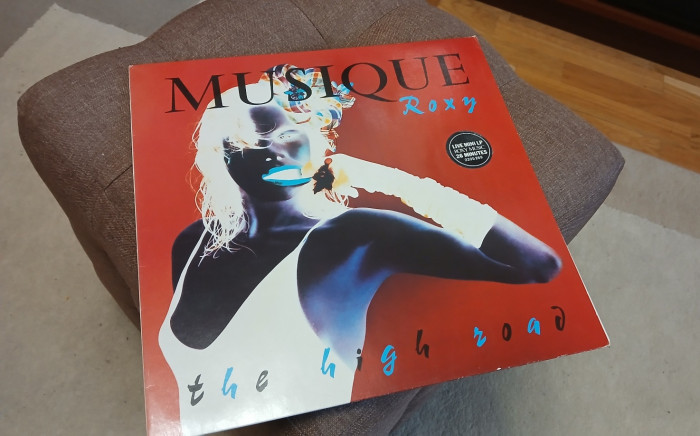 MUSIQUE
Roxy
LIVE MINI LP
ROXY MUSIC
26 MINUTES
the high road